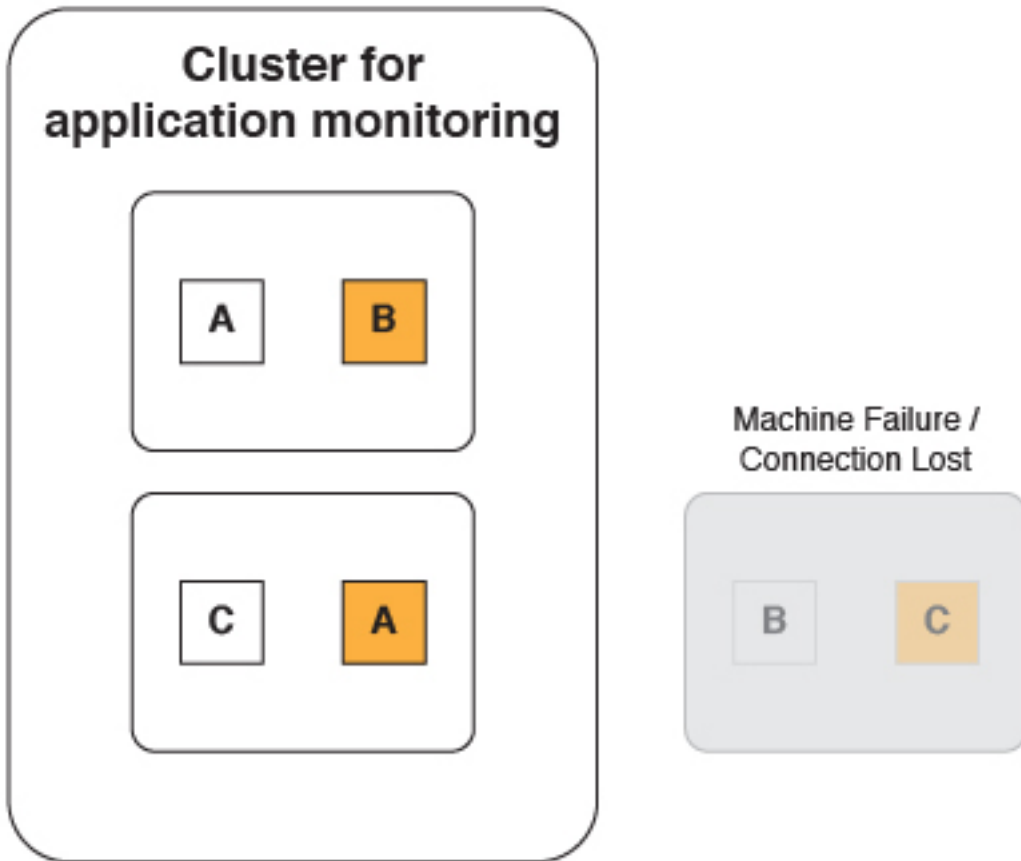 Cluster for
application monitoring
A
B
Machine Failure /
Connection Lost
C
A
B
C